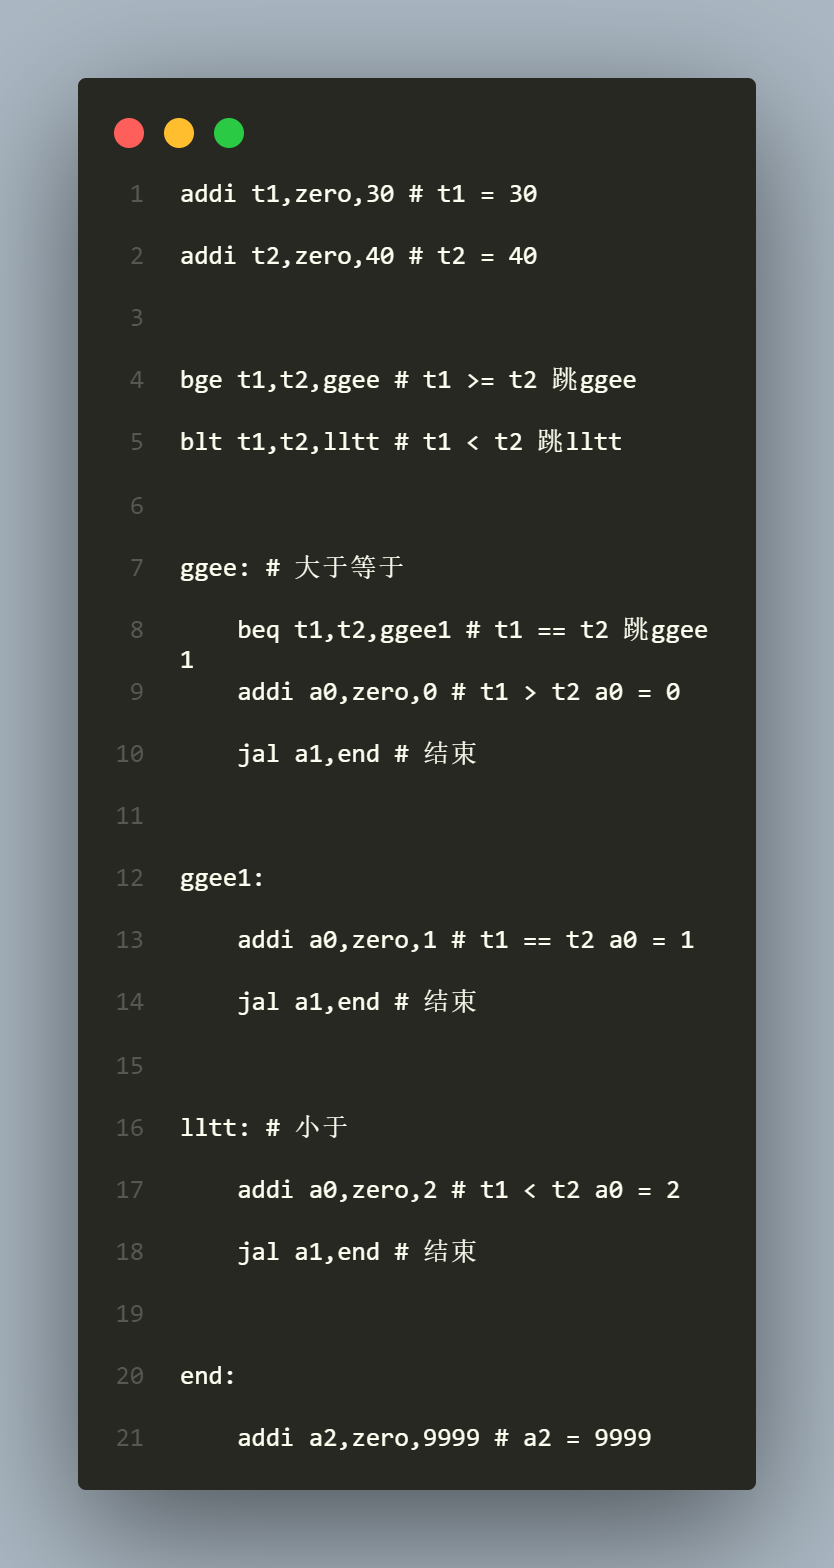 1 addi t1,zero,30 # t1 = 30
2 addi t2,zero,40 # t2 = 40
3
4 bge t1,t2,ggee # t1 >= t2 跳ggee
5 blt t1,t2,lltt # t1 < t2 跳lltt
6
7 ggee: # 大于等于
8     beq t1,t2,ggee1 # t1 == t2 跳ggee
1
9     addi a0,zero,0 # t1 > t2 a0 = 0
10     jal a1,end # 结束
11
12 ggee1:
13     addi a0,zero,1 # t1 == t2 a0 = 1
14     jal a1,end # 结束
15
16 lltt: # 小于
17     addi a0,zero,2 # t1 < t2 a0 = 2
18     jal a1,end # 结束
19
20 end:
21     addi a2,zero,9999 # a2 = 9999